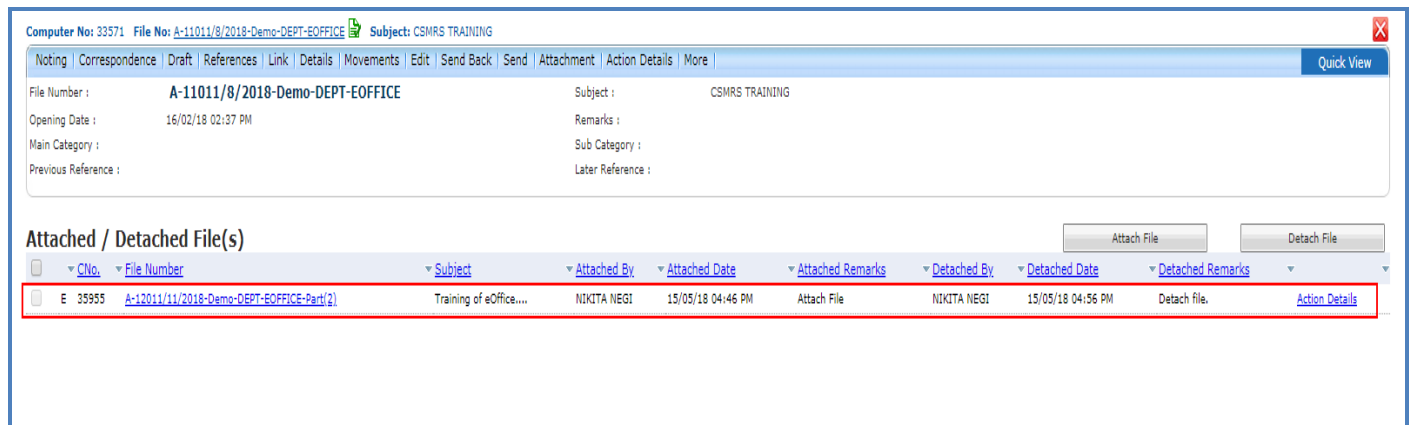 Computer No: 33571 File No: A-11011/8/2018-Demo-DEPT-EOFFICE Subject: CSMRS TRAINING
Noting | Correspondence | Draft | References | Link | Details | Movements | Edit | Send Back | Send | Attachment | Action Details | More | Quick View
File Number : A-11011/8/2018-Demo-DEPT-EOFFICE Subject : CSMRS TRAINING
Opening Date : 16/02/18 02:37 PM Remarks :
Main Category : Sub Category :
Previous Reference : Later Reference :
Attached / Detached File(s) Attach File Detach File
CNo. File Number Subject Attached By Attached Date Attached Remarks Detached By Detached Date Detached Remarks
E 35955 A-12011/11/2018-Demo-DEPT-EOFFICE-Part(2) Training of eOffice.... NIKITA NEGI 15/05/18 04:46 PM Attach File NIKITA NEGI 15/05/18 04:56 PM Detach file. Action Details